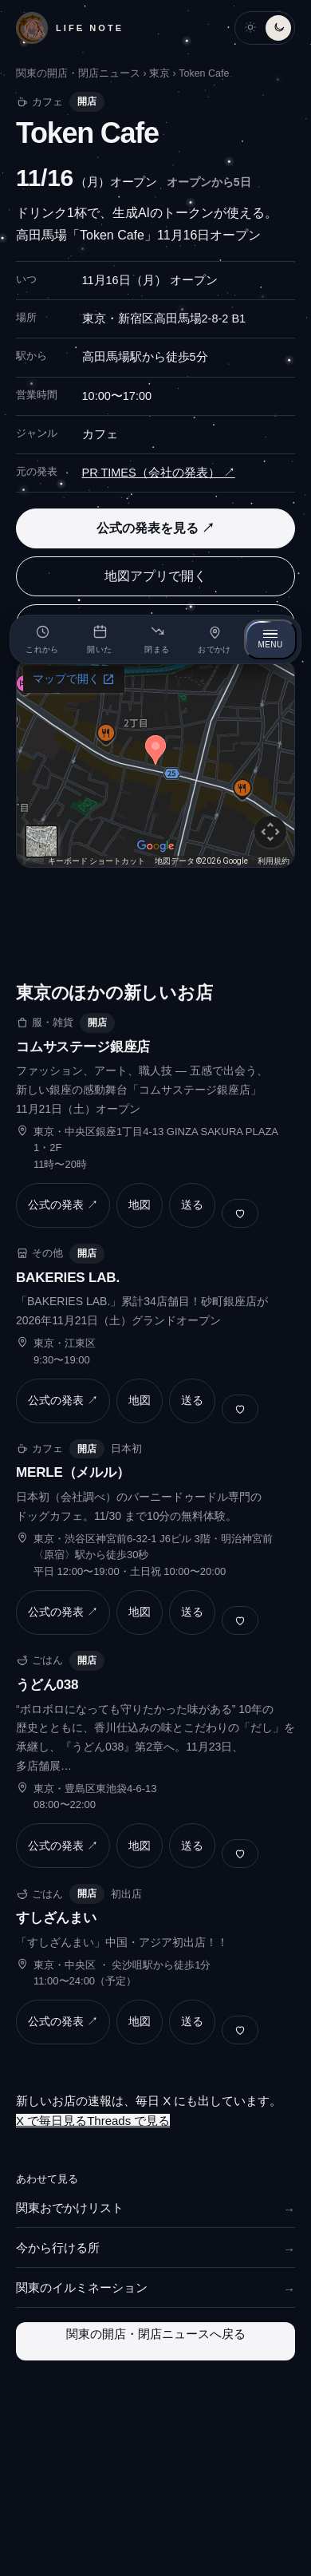 LIFE NOTE
関東の開店・閉店ニュース › 東京 › Token Cafe
カフェ 開店
Token Cafe
11/16（月）オープン オープンから5日
ドリンク1杯で、生成AIのトークンが使える。
高田馬場「Token Cafe」11月16日オープン
いつ 11月16日（月） オープン
場所 東京・新宿区高田馬場2-8-2 B1
駅から 高田馬場駅から徒歩5分
営業時間 10:00〜17:00
ジャンル カフェ
元の発表 PR TIMES（会社の発表） ↗
公式の発表を見る ↗
地図アプリで開く
これから 開いた 閉まる おでかけ MENU
マップで開く
2丁目
25
丁目
Google
キーボード ショートカット 地図データ ©2026 Google 利用規約
東京のほかの新しいお店
服・雑貨 開店
コムサステージ銀座店
ファッション、アート、職人技 — 五感で出会う、
新しい銀座の感動舞台「コムサステージ銀座店」
11月21日（土）オープン
東京・中央区銀座1丁目4-13 GINZA SAKURA PLAZA
1・2F
11時〜20時
公式の発表 ↗ 地図 送る
その他 開店
BAKERIES LAB.
「BAKERIES LAB.」累計34店舗目！砂町銀座店が
2026年11月21日（土）グランドオープン
東京・江東区
9:30〜19:00
公式の発表 ↗ 地図 送る
カフェ 開店 日本初
MERLE（メルル）
日本初（会社調べ）のバーニードゥードル専門の
ドッグカフェ。11/30 まで10分の無料体験。
東京・渋谷区神宮前6-32-1 J6ビル 3階・明治神宮前
〈原宿〉駅から徒歩30秒
平日 12:00〜19:00・土日祝 10:00〜20:00
公式の発表 ↗ 地図 送る
ごはん 開店
うどん038
“ボロボロになっても守りたかった味がある” 10年の
歴史とともに、香川仕込みの味とこだわりの「だし」を
承継し、『うどん038』第2章へ。11月23日、
多店舗展…
東京・豊島区東池袋4-6-13
08:00〜22:00
公式の発表 ↗ 地図 送る
ごはん 開店 初出店
すしざんまい
「すしざんまい」中国・アジア初出店！！
東京・中央区 ・ 尖沙咀駅から徒歩1分
11:00〜24:00（予定）
公式の発表 ↗ 地図 送る
新しいお店の速報は、毎日 X にも出しています。
X で毎日見るThreads で見る
あわせて見る
関東おでかけリスト →
今から行ける所 →
関東のイルミネーション →
関東の開店・閉店ニュースへ戻る